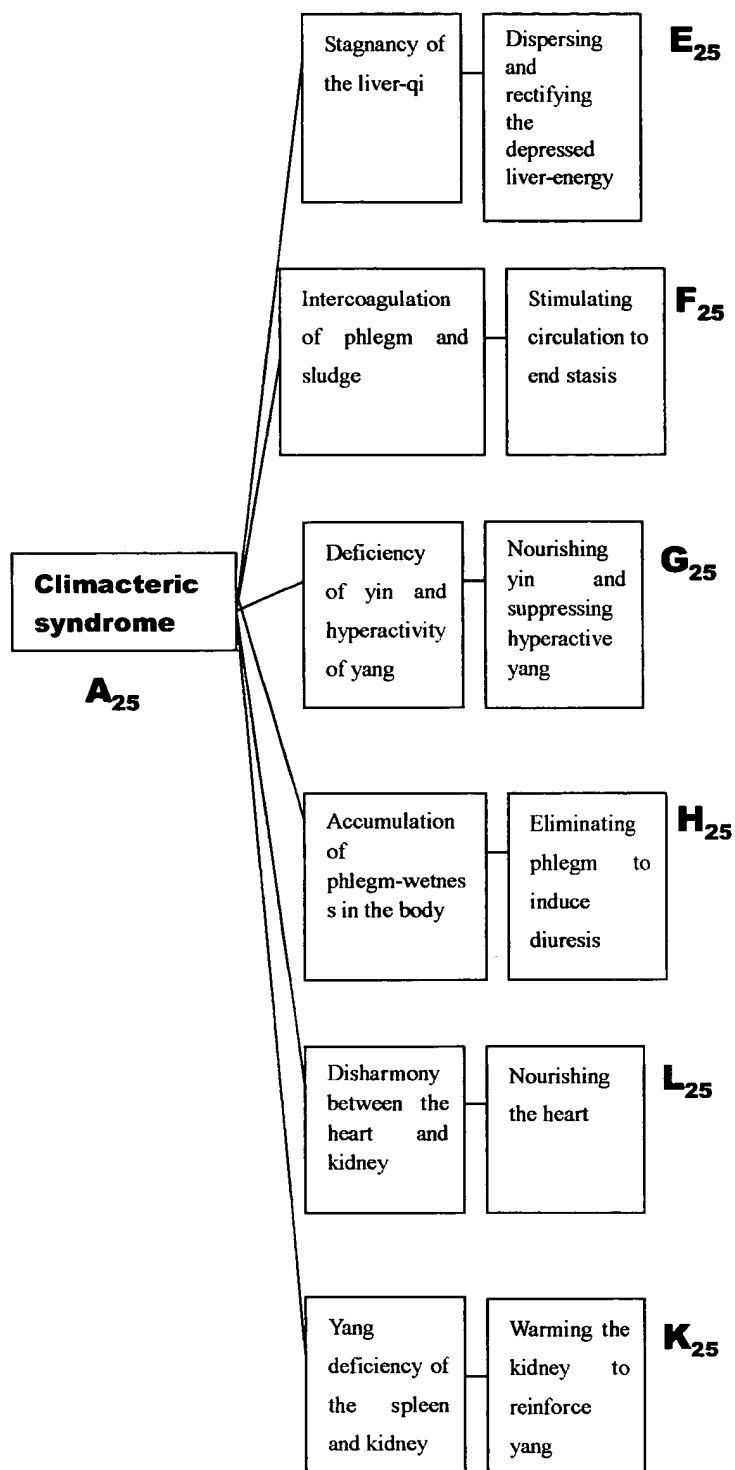 Stagnancy of
the liver-qi
Dispersing
and
rectifying
the
depressed
liver-energy
E25
Intercoagulation
of phlegm and
sludge
Stimulating
circulation to
end stasis
F25
Climacteric
syndrome
A25
Deficiency
of yin and
hyperactivity
of yang
Nourishing
yin and
suppressing
hyperactive
yang
G25
Accumulation
of
phlegm-wetnes
s in the body
Eliminating
phlegm to
induce
diuresis
H25
Disharmony
between the
heart and
kidney
Nourishing
the heart
L25
Yang
deficiency of
the spleen
and kidney
Warming the
kidney to
reinforce
yang
K25